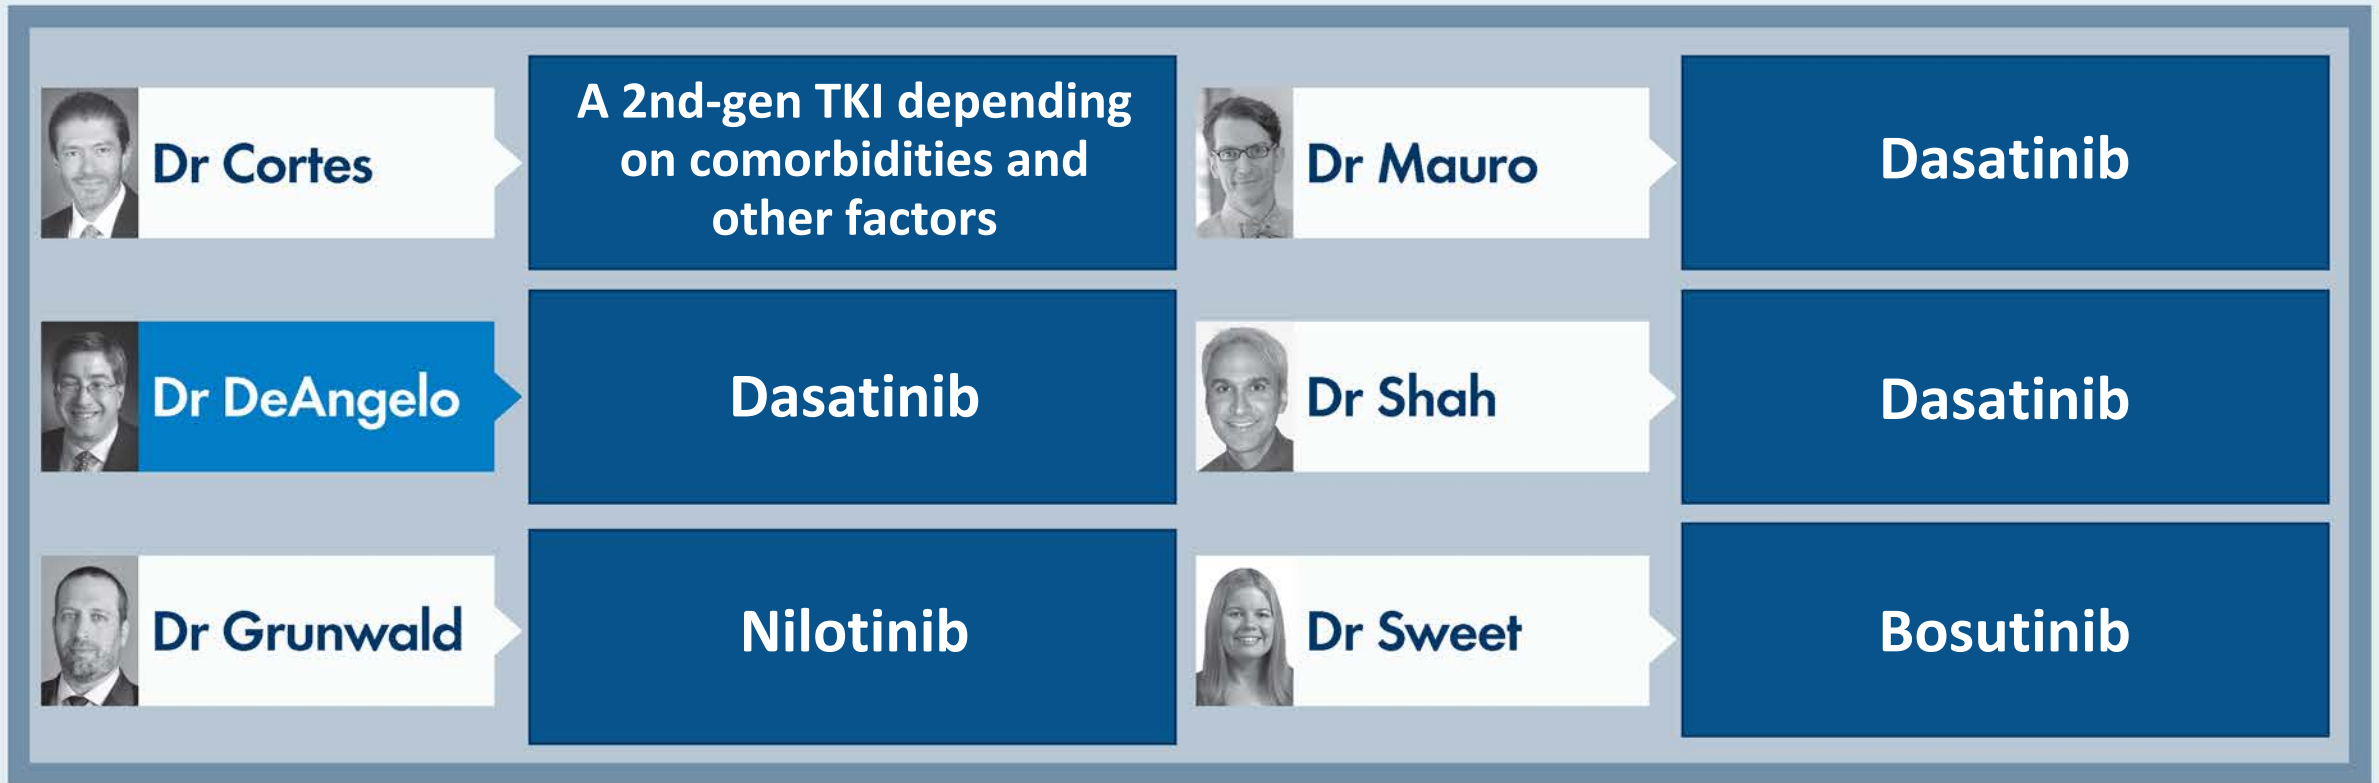 Dr Cortes
A 2nd-gen TKI depending
on comorbidities and
other factors
Dr Mauro
Dasatinib
Dr DeAngelo
Dasatinib
Dr Shah
Dasatinib
Dr Grunwald
Nilotinib
Dr Sweet
Bosutinib